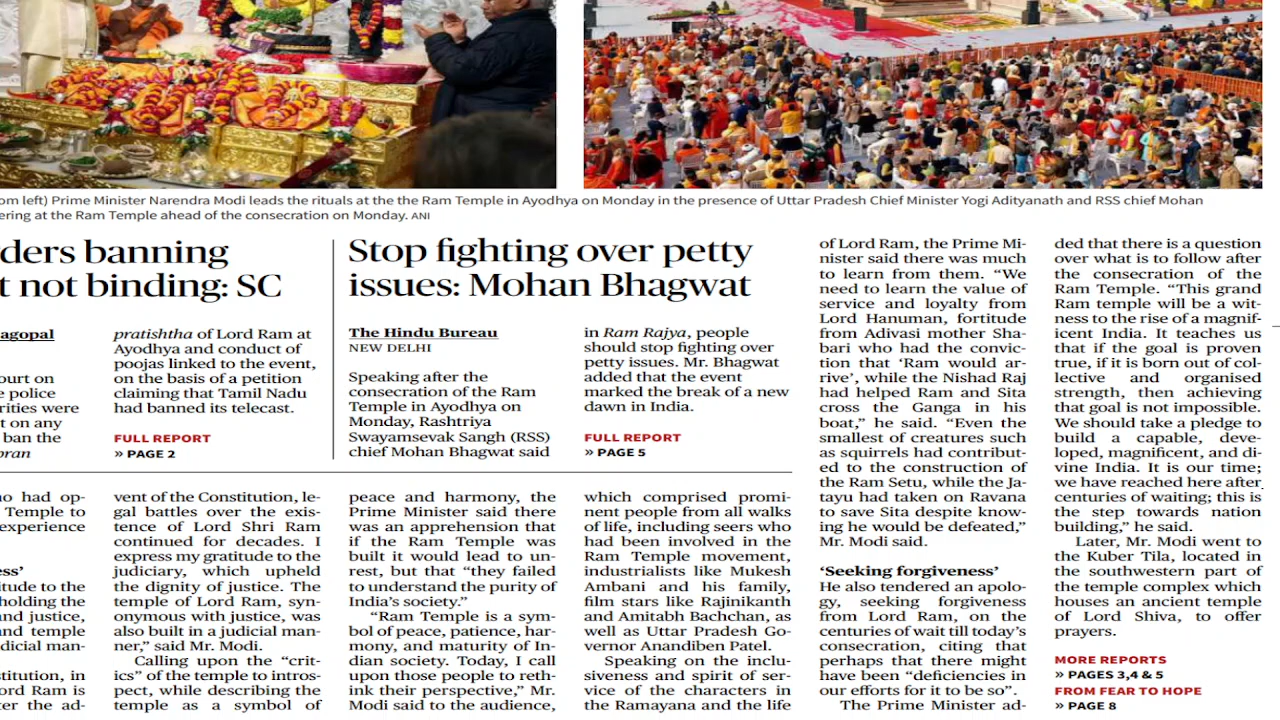 om left) Prime Minister Narendra Modi leads the rituals at the the Ram Temple in Ayodhya on Monday in the presence of Uttar Pradesh Chief Minister Yogi Adityanath and RSS chief Mohan
ering at the Ram Temple ahead of the consecration on Monday. ANI
ders banning
t not binding: SC
agopal
ourt on
e police
rities were
t on any
ban the
pran
pratishtha of Lord Ram at
Ayodhya and conduct of
poojas linked to the event,
on the basis of a petition
claiming that Tamil Nadu
had banned its telecast.
FULL REPORT
» PAGE 2
Stop fighting over petty
issues: Mohan Bhagwat
The Hindu Bureau
NEW DELHI
Speaking after the
consecration of the Ram
Temple in Ayodhya on
Monday, Rashtriya
Swayamsevak Sangh (RSS)
chief Mohan Bhagwat said
in Ram Rajya, people
should stop fighting over
petty issues. Mr. Bhagwat
added that the event
marked the break of a new
dawn in India.
FULL REPORT
» PAGE 5
ho had op-
Temple to
experience
ess’
itude to the
holding the
and justice,
and temple
dicial man-
stitution, in
ord Ram is
ter the ad-
vent of the Constitution, le-
gal battles over the exis-
tence of Lord Shri Ram
continued for decades. I
express my gratitude to the
judiciary, which upheld
the dignity of justice. The
temple of Lord Ram, syn-
onymous with justice, was
also built in a judicial man-
ner,” said Mr. Modi.
Calling upon the “crit-
ics” of the temple to intros-
pect, while describing the
temple as a symbol of
peace and harmony, the
Prime Minister said there
was an apprehension that
if the Ram Temple was
built it would lead to un-
rest, but that “they failed
to understand the purity of
India’s society.”
“Ram Temple is a sym-
bol of peace, patience, har-
mony, and maturity of In-
dian society. Today, I call
upon those people to reth-
ink their perspective,” Mr.
Modi said to the audience,
which comprised promi-
nent people from all walks
of life, including seers who
had been involved in the
Ram Temple movement,
industrialists like Mukesh
Ambani and his family,
film stars like Rajinikanth
and Amitabh Bachchan, as
well as Uttar Pradesh Go-
vernor Anandiben Patel.
Speaking on the inclu-
siveness and spirit of ser-
vice of the characters in
the Ramayana and the life
of Lord Ram, the Prime Mi-
nister said there was much
to learn from them. “We
need to learn the value of
service and loyalty from
Lord Hanuman, fortitude
from Adivasi mother Sha-
bari who had the convic-
tion that ‘Ram would ar-
rive’, while the Nishad Raj
had helped Ram and Sita
cross the Ganga in his
boat,” he said. “Even the
smallest of creatures such
as squirrels had contribut-
ed to the construction of
the Ram Setu, while the Ja-
tayu had taken on Ravana
to save Sita despite know-
ing he would be defeated,”
Mr. Modi said.
‘Seeking forgiveness’
He also tendered an apolo-
gy, seeking forgiveness
from Lord Ram, on the
centuries of wait till today’s
consecration, citing that
perhaps that there might
have been “deficiencies in
our efforts for it to be so”.
The Prime Minister ad-
ded that there is a question
over what is to follow after
the consecration of the
Ram Temple. “This grand
Ram temple will be a wit-
ness to the rise of a magnif-
icent India. It teaches us
that if the goal is proven
true, if it is born out of col-
lective and organised
strength, then achieving
that goal is not impossible.
We should take a pledge to
build a capable, deve-
loped, magnificent, and di-
vine India. It is our time;
we have reached here after
centuries of waiting; this is
the step towards nation
building,” he said.
Later, Mr. Modi went to
the Kuber Tila, located in
the southwestern part of
the temple complex which
houses an ancient temple
of Lord Shiva, to offer
prayers.
MORE REPORTS
» PAGES 3,4 & 5
FROM FEAR TO HOPE
» PAGE 8